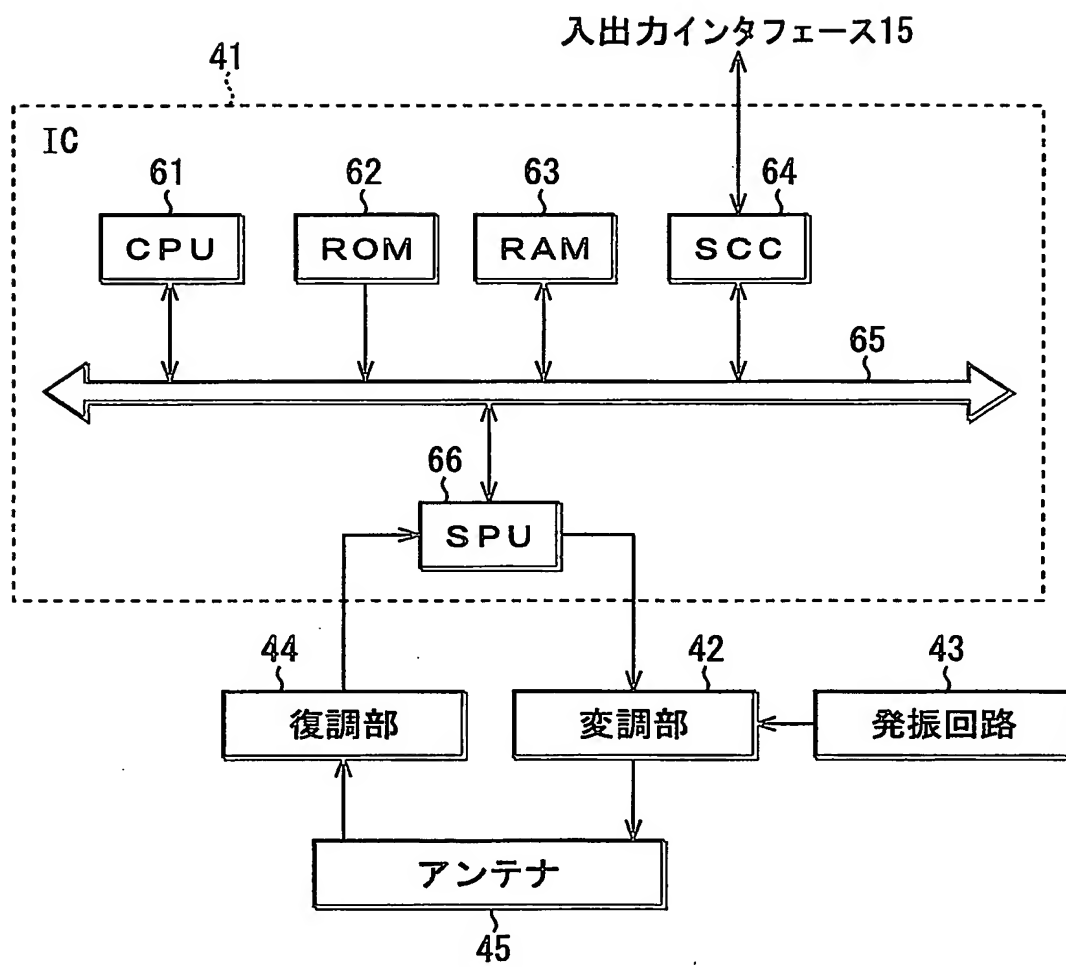 入出力インタフェース15
41
IC
61 62 63 64
CPU ROM RAM SCC
65
66
SPU
44 42 43
復調部 変調部 発振回路
アンテナ
45